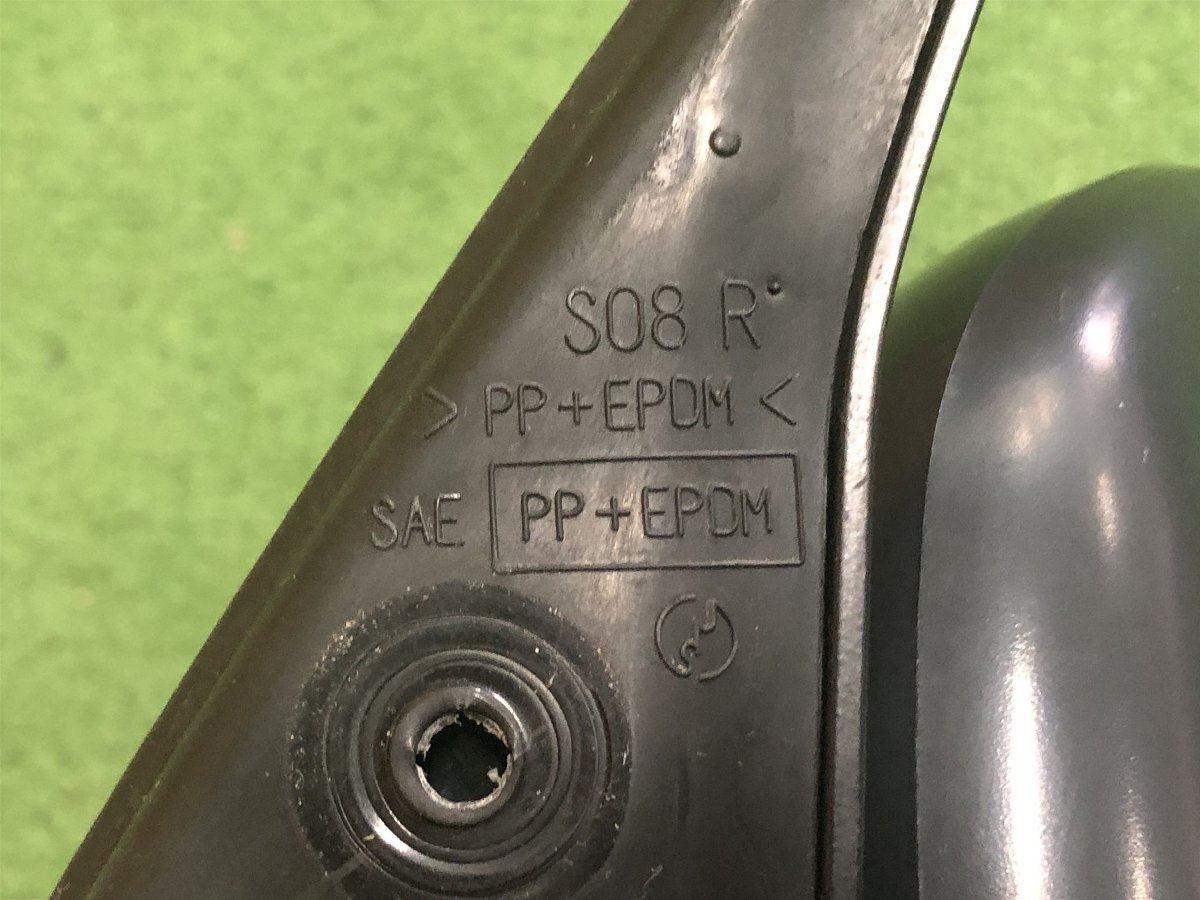 S08 R
> PP+EPDM <
SAE PP+EPDM